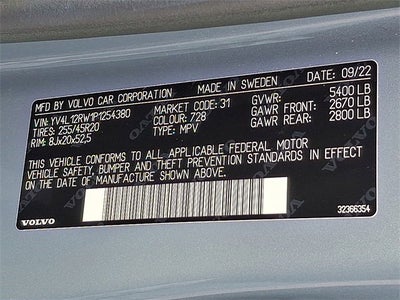 MFD BY VOLVO CAR CORPORATION MADE IN SWEDEN DATE: 09/22
VIN:YV4L12RW1P1254380 MARKET CODE: 31 GVWR: 5400 LB
TIRES: 255/45R20 COLOUR: 728 GAWR FRONT: 2670 LB
RIM: 8Jx20x52,5 TYPE: MPV GAWR REAR: 2800 LB
THIS VEHICLE CONFORMS TO ALL APPLICABLE FEDERAL MOTOR
VEHICLE SAFETY, BUMPER AND THEFT PREVENTION STANDARDS IN EFFECT
ON THE DATE OF MANUFACTURE SHOWN ABOVE.
VOLVO 32366354